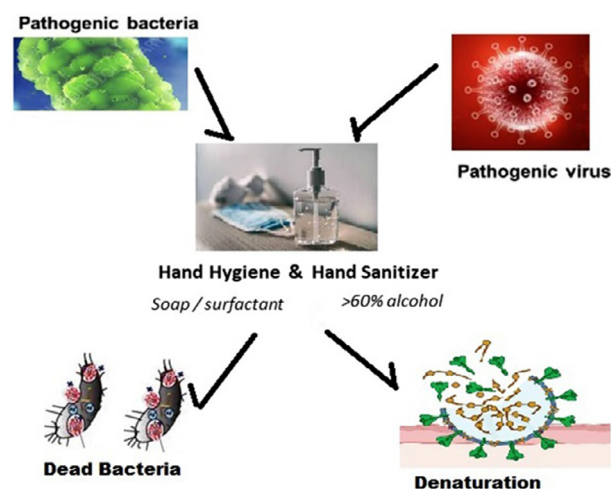 Pathogenic bacteria
Pathogenic virus
Hand Hygiene & Hand Sanitizer
Soap / surfactant
>60% alcohol
Dead Bacteria
Denaturation